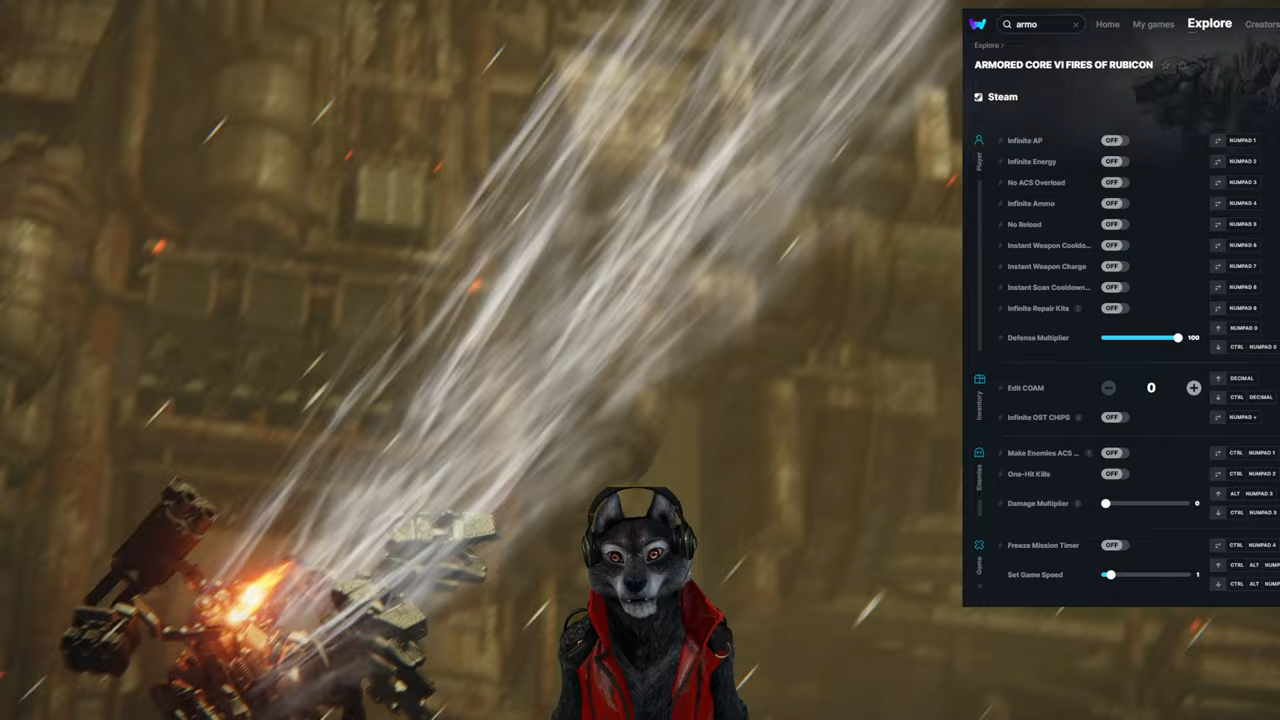 armo
Home
My games
Explore
Creators
Explore >
ARMORED CORE VI FIRES OF RUBICON
Steam
Player
Infinite AP OFF NUMPAD 1
Infinite Energy OFF NUMPAD 2
No ACS Overload OFF NUMPAD 3
Infinite Ammo OFF NUMPAD 4
No Reload OFF NUMPAD 5
Instant Weapon Cooldo... OFF NUMPAD 6
Instant Weapon Charge OFF NUMPAD 7
Instant Scan Cooldown... OFF NUMPAD 8
Infinite Repair Kits OFF NUMPAD 9
Defense Multiplier 100 NUMPAD 0
CTRL NUMPAD 0
Inventory
Edit COAM 0 DECIMAL
CTRL DECIMAL
Infinite OST CHIPS OFF NUMPAD +
Enemies
Make Enemies ACS ... OFF CTRL NUMPAD 1
One-Hit Kills OFF CTRL NUMPAD 2
Damage Multiplier 0 ALT NUMPAD 3
CTRL NUMPAD 3
Game
Freeze Mission Timer OFF CTRL NUMPAD 4
Set Game Speed 1 CTRL ALT NUMP
CTRL ALT NUMP